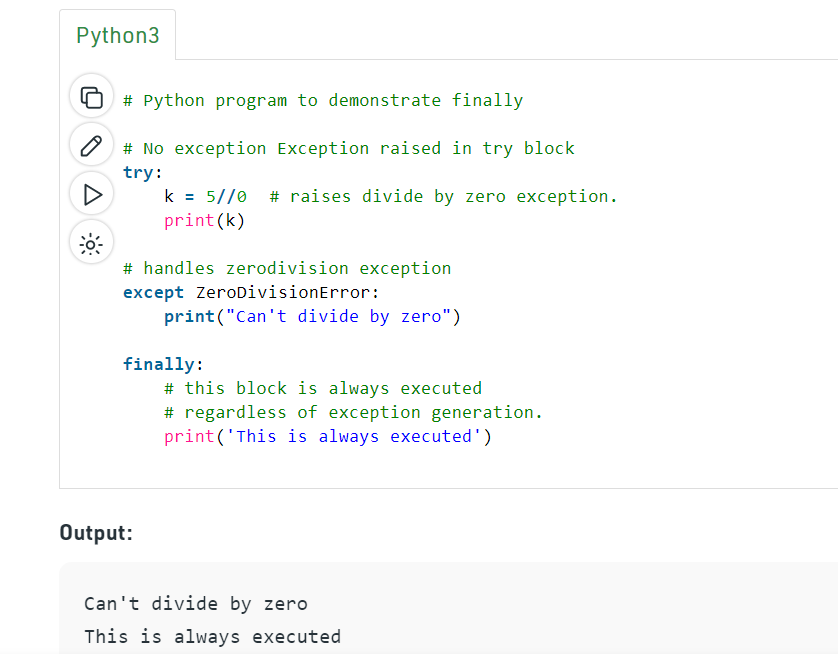 Python3
# Python program to demonstrate finally
# No exception Exception raised in try block
try:
    k = 5//0  # raises divide by zero exception.
    print(k)
# handles zerodivision exception
except ZeroDivisionError:
    print("Can't divide by zero")
finally:
    # this block is always executed
    # regardless of exception generation.
    print('This is always executed')
Output:
Can't divide by zero
This is always executed